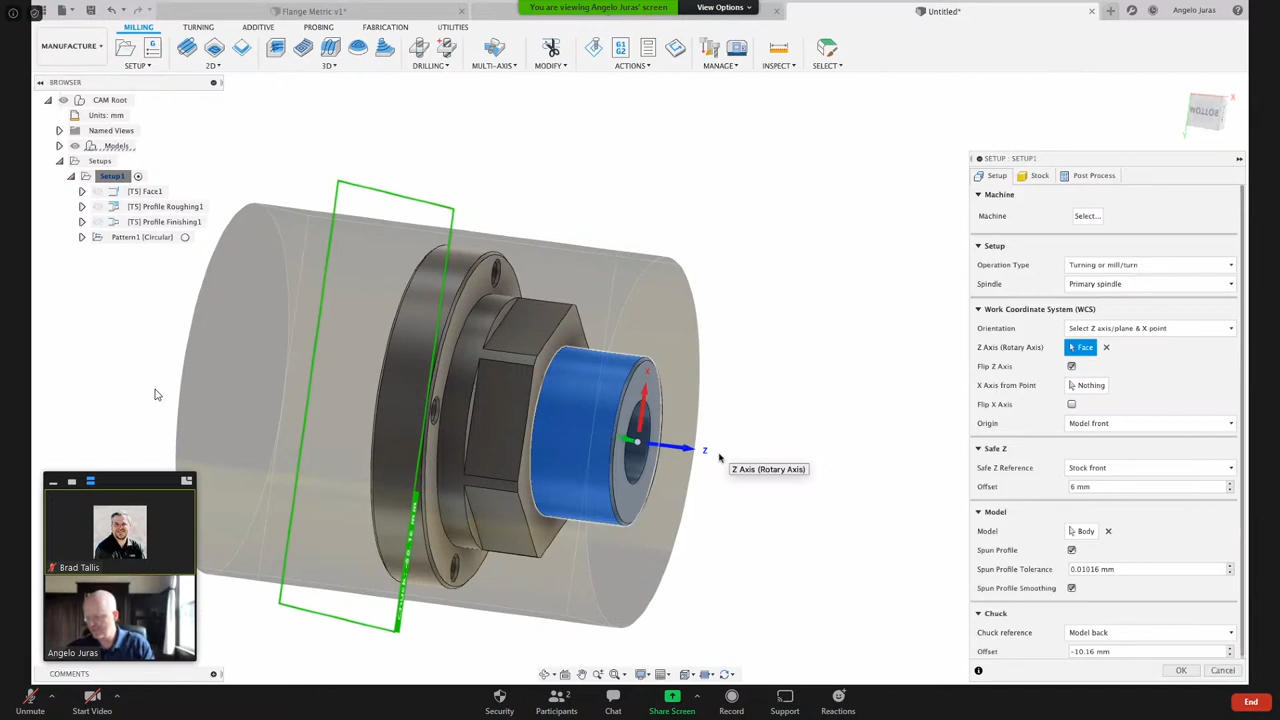 You are viewing Angelo Juras' screen
View Options
Flange Metric v1*
Untitled*
Angelo Juras
MILLING
TURNING
ADDITIVE
PROBING
FABRICATION
UTILITIES
MANUFACTURE
SETUP
2D
3D
DRILLING
MULTI-AXIS
MODIFY
ACTIONS
MANAGE
INSPECT
SELECT
G1
G2
BROWSER
CAM Root
Units: mm
Named Views
Models
Setups
Setup1
[T5] Face1
[T5] Profile Roughing1
[T5] Profile Finishing1
Pattern1 [Circular]
BOTTOM
X
Y
X
Z
Z Axis (Rotary Axis)
SETUP : SETUP1
Setup
Stock
Post Process
Machine
Machine
Select...
Setup
Operation Type
Turning or mill/turn
Spindle
Primary spindle
Work Coordinate System (WCS)
Orientation
Select Z axis/plane & X point
Z Axis (Rotary Axis)
Face
Flip Z Axis
X Axis from Point
Nothing
Flip X Axis
Origin
Model front
Safe Z
Safe Z Reference
Stock front
Offset
6 mm
Model
Model
Body
Spun Profile
Spun Profile Tolerance
0.01016 mm
Spun Profile Smoothing
Chuck
Chuck reference
Model back
Offset
-10.16 mm
OK
Cancel
Brad Tallis
Angelo Juras
COMMENTS
Unmute
Start Video
Security
Participants
2
Chat
Share Screen
Record
Support
Reactions
End